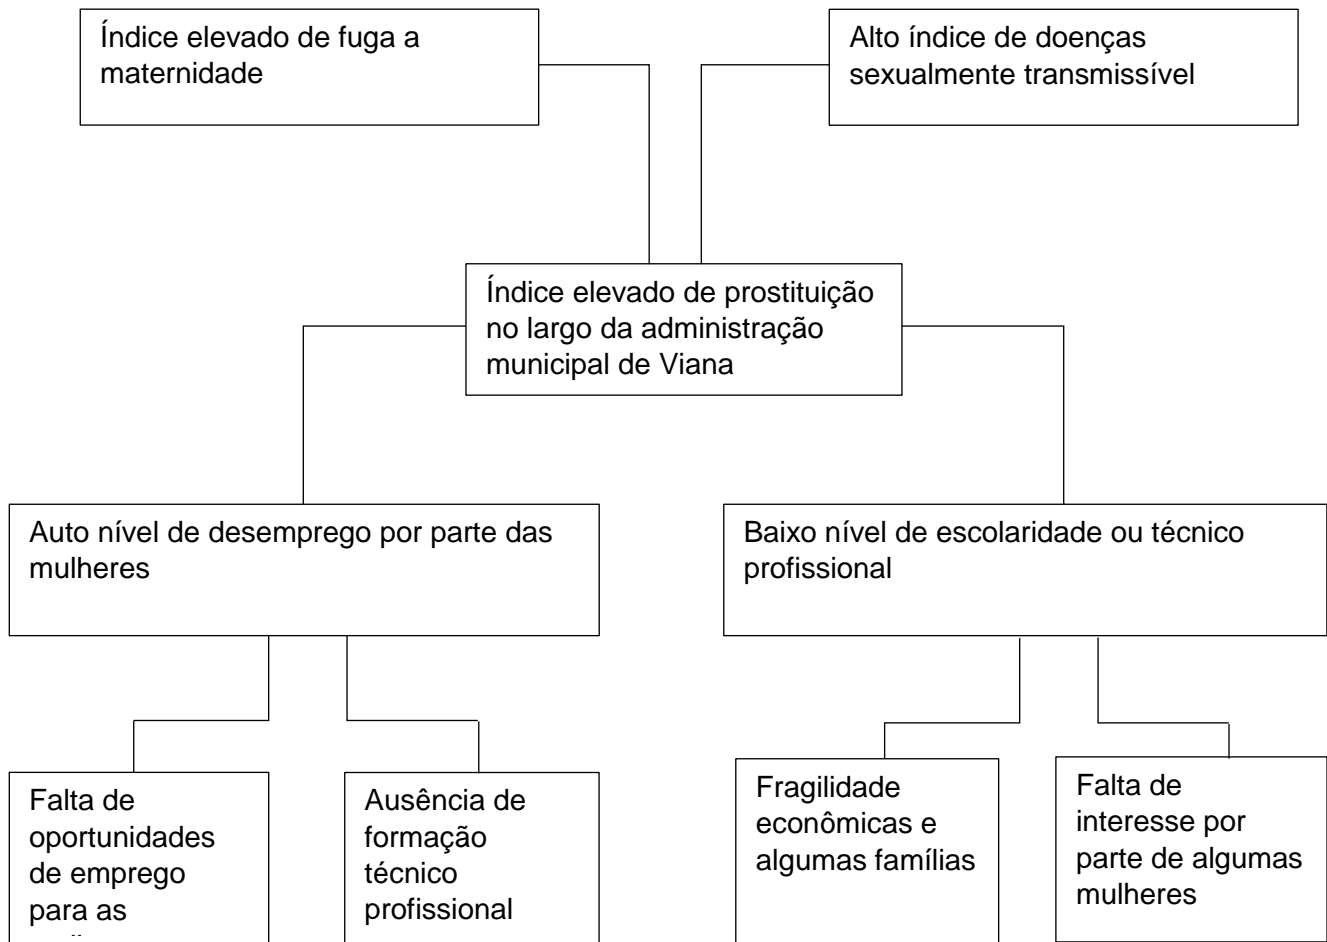 Índice elevado de fuga a
maternidade
Alto índice de doenças
sexualmente transmissível
Índice elevado de prostituição
no largo da administração
municipal de Viana
Auto nível de desemprego por parte das
mulheres
Baixo nível de escolaridade ou técnico
profissional
Falta de
oportunidades
de emprego
para as
Ausência de
formação
técnico
profissional
Fragilidade
econômicas e
algumas famílias
Falta de
interesse por
parte de algumas
mulheres